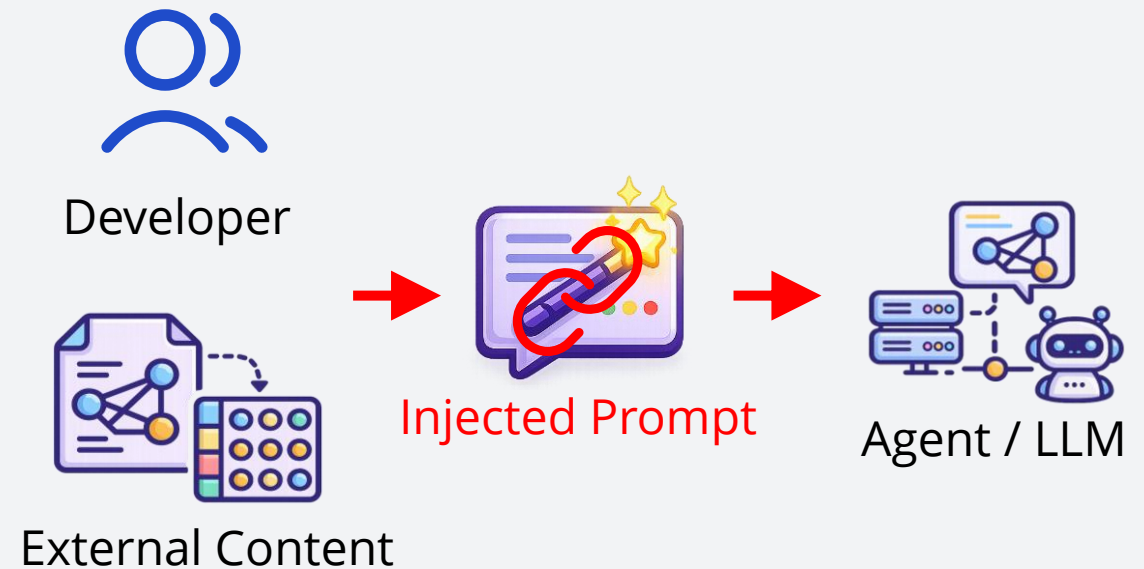 Developer
External Content
Injected Prompt
Agent / LLM